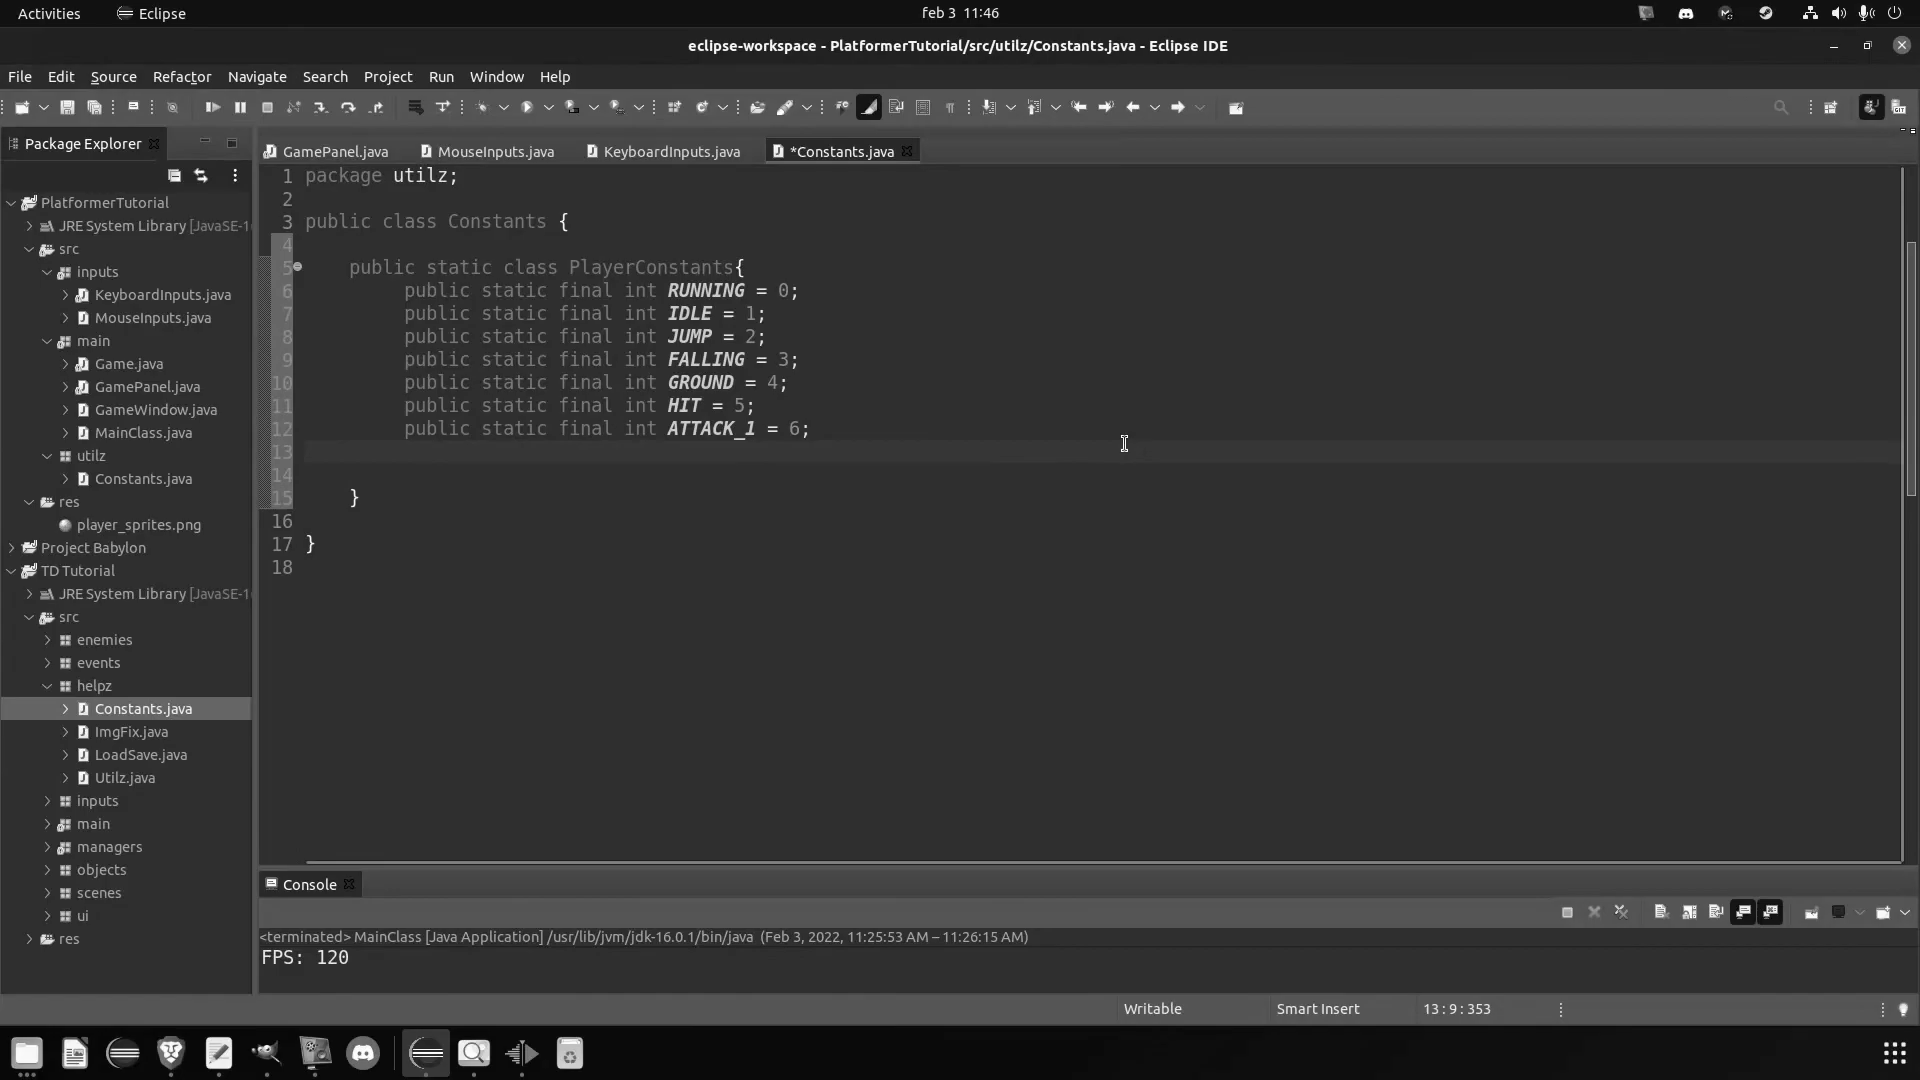 Activities
Eclipse
feb 3 11:46
eclipse-workspace - PlatformerTutorial/src/utilz/Constants.java - Eclipse IDE
File Edit Source Refactor Navigate Search Project Run Window Help
Package Explorer
PlatformerTutorial
JRE System Library [JavaSE-1
src
inputs
KeyboardInputs.java
MouseInputs.java
main
Game.java
GamePanel.java
GameWindow.java
MainClass.java
utilz
Constants.java
res
player_sprites.png
Project Babylon
TD Tutorial
JRE System Library [JavaSE-1
src
enemies
events
helpz
Constants.java
ImgFix.java
LoadSave.java
Utilz.java
inputs
main
managers
objects
scenes
ui
res
GamePanel.java MouseInputs.java KeyboardInputs.java *Constants.java
1 package utilz;
2
3 public class Constants {
4
5 public static class PlayerConstants{
6 public static final int RUNNING = 0;
7 public static final int IDLE = 1;
8 public static final int JUMP = 2;
9 public static final int FALLING = 3;
10 public static final int GROUND = 4;
11 public static final int HIT = 5;
12 public static final int ATTACK_1 = 6;
13
14
15 }
16
17 }
18
Console
<terminated> MainClass [Java Application] /usr/lib/jvm/jdk-16.0.1/bin/java (Feb 3, 2022, 11:25:53 AM – 11:26:15 AM)
FPS: 120
Writable
Smart Insert
13 : 9 : 353